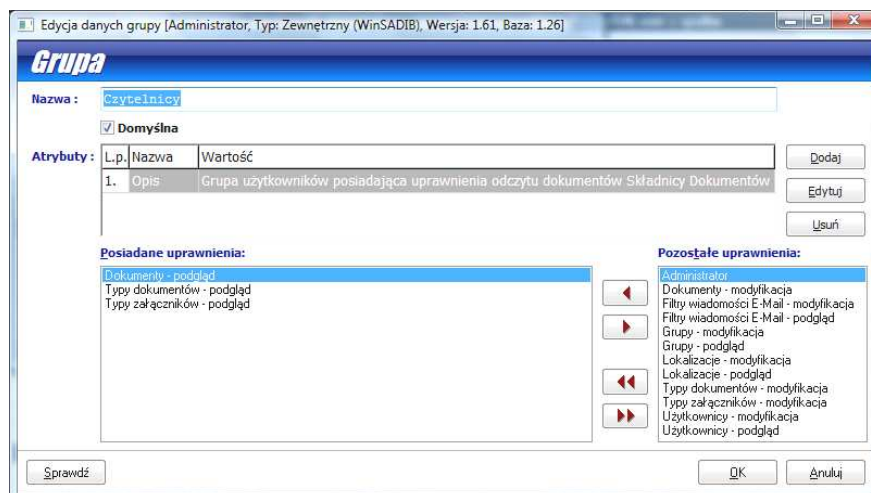 Edycja danych grupy [Administrator, Typ: Zewnętrzny (WinSADIB), Wersja: 1.61, Baza: 1.26]
Grupa
Nazwa : Czytelnicy
Domyślna
Atrybuty : L.p. Nazwa Wartość
1. Opis Grupa użytkowników posiadająca uprawnienia odczytu dokumentów Składnicy Dokumentów
Dodaj
Edytuj
Usuń
Posiadane uprawnienia:
Dokumenty - podgląd
Typy dokumentów - podgląd
Typy załączników - podgląd
Pozostałe uprawnienia:
Administrator
Dokumenty - modyfikacja
Filtry wiadomości E-Mail - modyfikacja
Filtry wiadomości E-Mail - podgląd
Grupy - modyfikacja
Grupy - podgląd
Lokalizacje - modyfikacja
Lokalizacje - podgląd
Typy dokumentów - modyfikacja
Typy załączników - modyfikacja
Użytkownicy - modyfikacja
Użytkownicy - podgląd
Sprawdź OK Anuluj